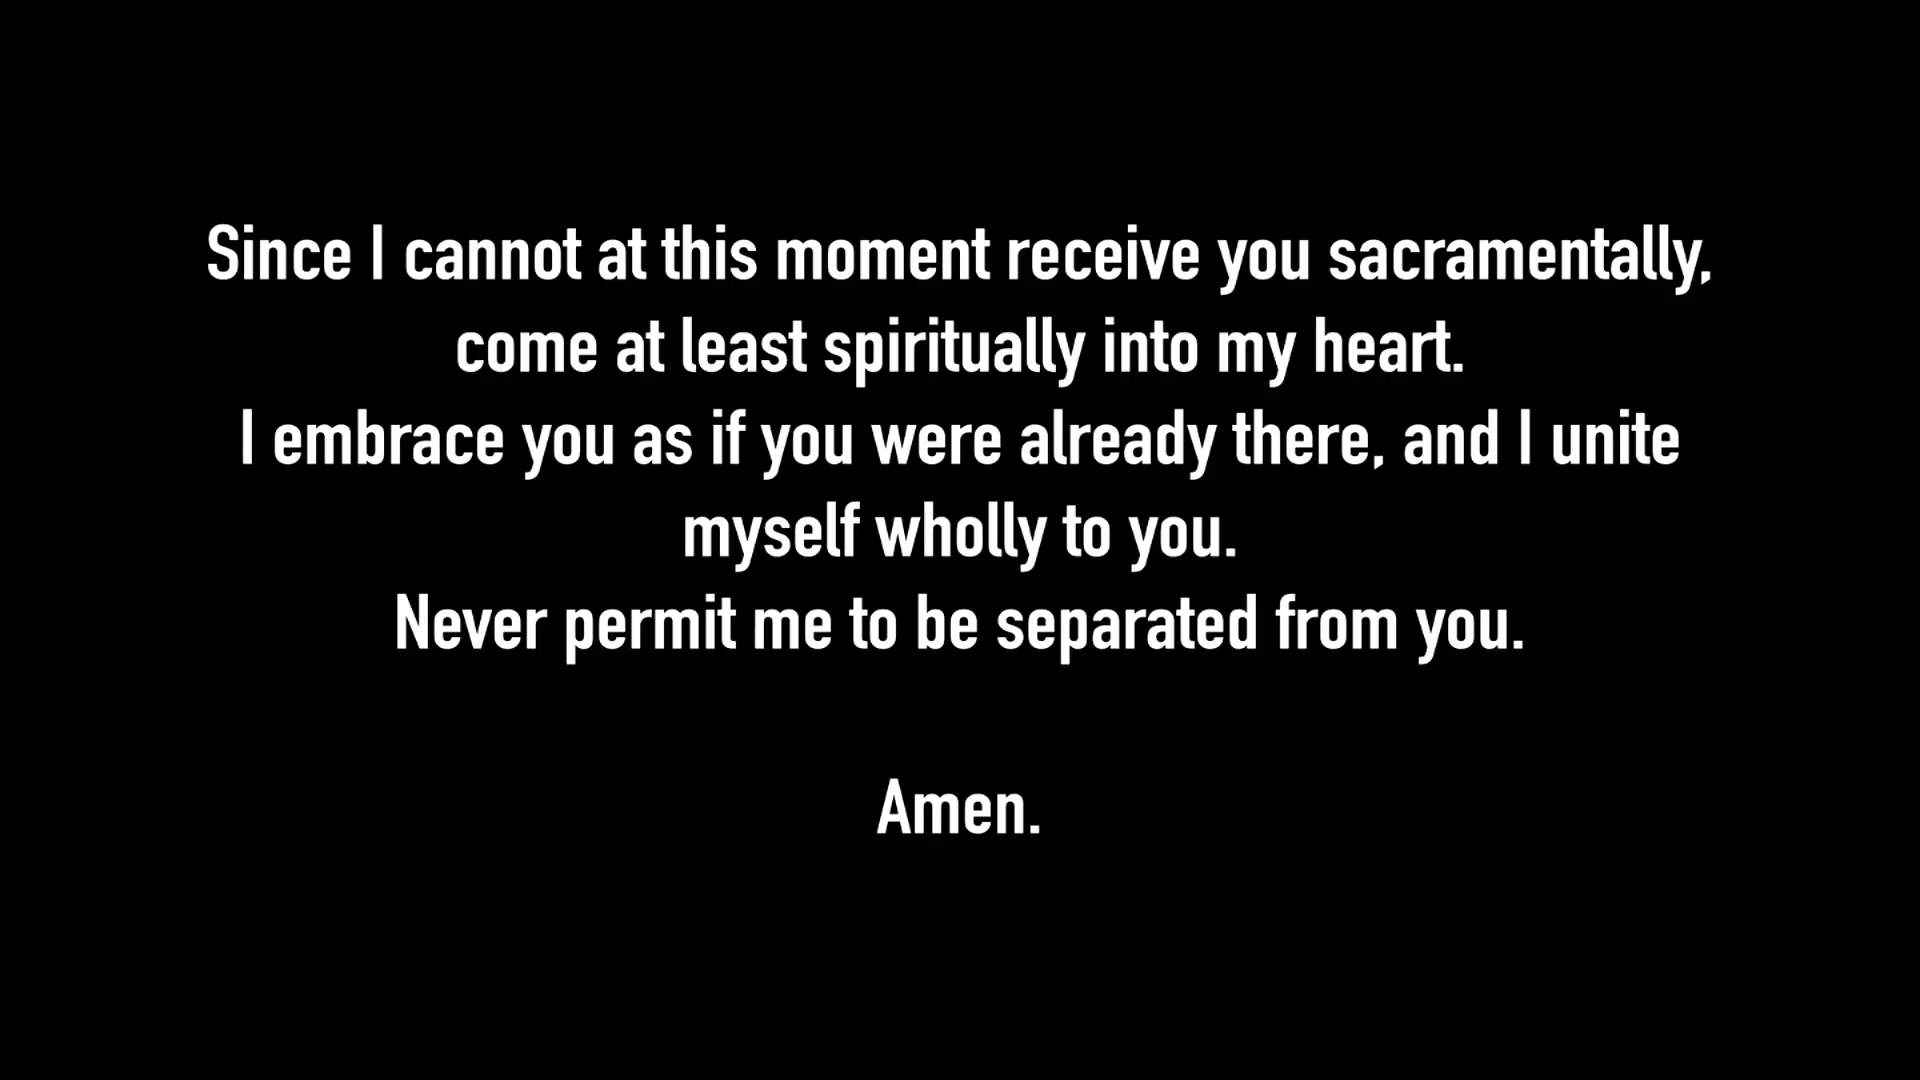 Since I cannot at this moment receive you sacramentally,
come at least spiritually into my heart.
I embrace you as if you were already there, and I unite
myself wholly to you.
Never permit me to be separated from you.
Amen.